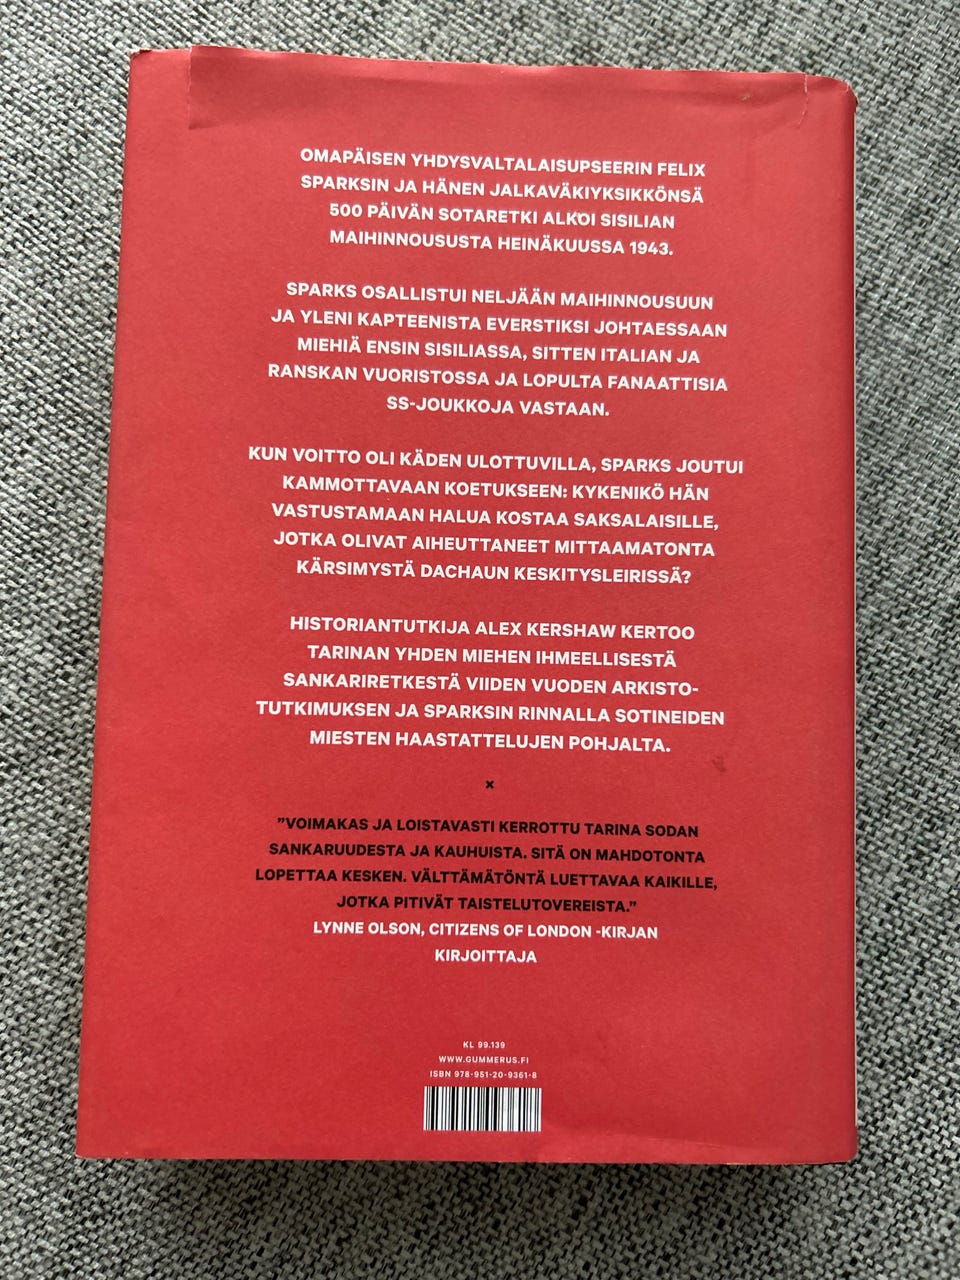 OMAPÄISEN YHDYSVALTALAISUPSEERIN FELIX
SPARKSIN JA HÄNEN JALKAVÄKIYKSIKKÖNSÄ
500 PÄIVÄN SOTARETKI ALKOI SISILIAN
MAIHINNOUSUSTA HEINÄKUUSSA 1943.
SPARKS OSALLISTUI NELJÄÄN MAIHINNOUSUUN
JA YLENI KAPTEENISTA EVERSTIKSI JOHTAESSAAN
MIEHIÄ ENSIN SISILIASSA, SITTEN ITALIAN JA
RANSKAN VUORISTOSSA JA LOPULTA FANAATTISIA
SS-JOUKKOJA VASTAAN.
KUN VOITTO OLI KÄDEN ULOTTUVILLA, SPARKS JOUTUI
KAMMOTTAVAAN KOETUKSEEN: KYKENIKÖ HÄN
VASTUSTAMAAN HALUA KOSTAA SAKSALAISILLE,
JOTKA OLIVAT AIHEUTTANEET MITTAAMATONTA
KÄRSIMYSTÄ DACHAUN KESKITYSLEIRISSÄ?
HISTORIANTUTKIJA ALEX KERSHAW KERTOO
TARINAN YHDEN MIEHEN IHMEELLISESTÄ
SANKARIRETKESTÄ VIIDEN VUODEN ARKISTO-
TUTKIMUKSEN JA SPARKSIN RINNALLA SOTINEIDEN
MIESTEN HAASTATTELUJEN POHJALTA.
×
”VOIMAKAS JA LOISTAVASTI KERROTTU TARINA SODAN
SANKARUUDESTA JA KAUHUISTA. SITÄ ON MAHDOTONTA
LOPETTAA KESKEN. VÄLTTÄMÄTÖNTÄ LUETTAVAA KAIKILLE,
JOTKA PITIVÄT TAISTELUTOVEREISTA.”
LYNNE OLSON, CITIZENS OF LONDON -KIRJAN
KIRJOITTAJA
KL 99.139
WWW.GUMMERUS.FI
ISBN 978-951-20-9361-8